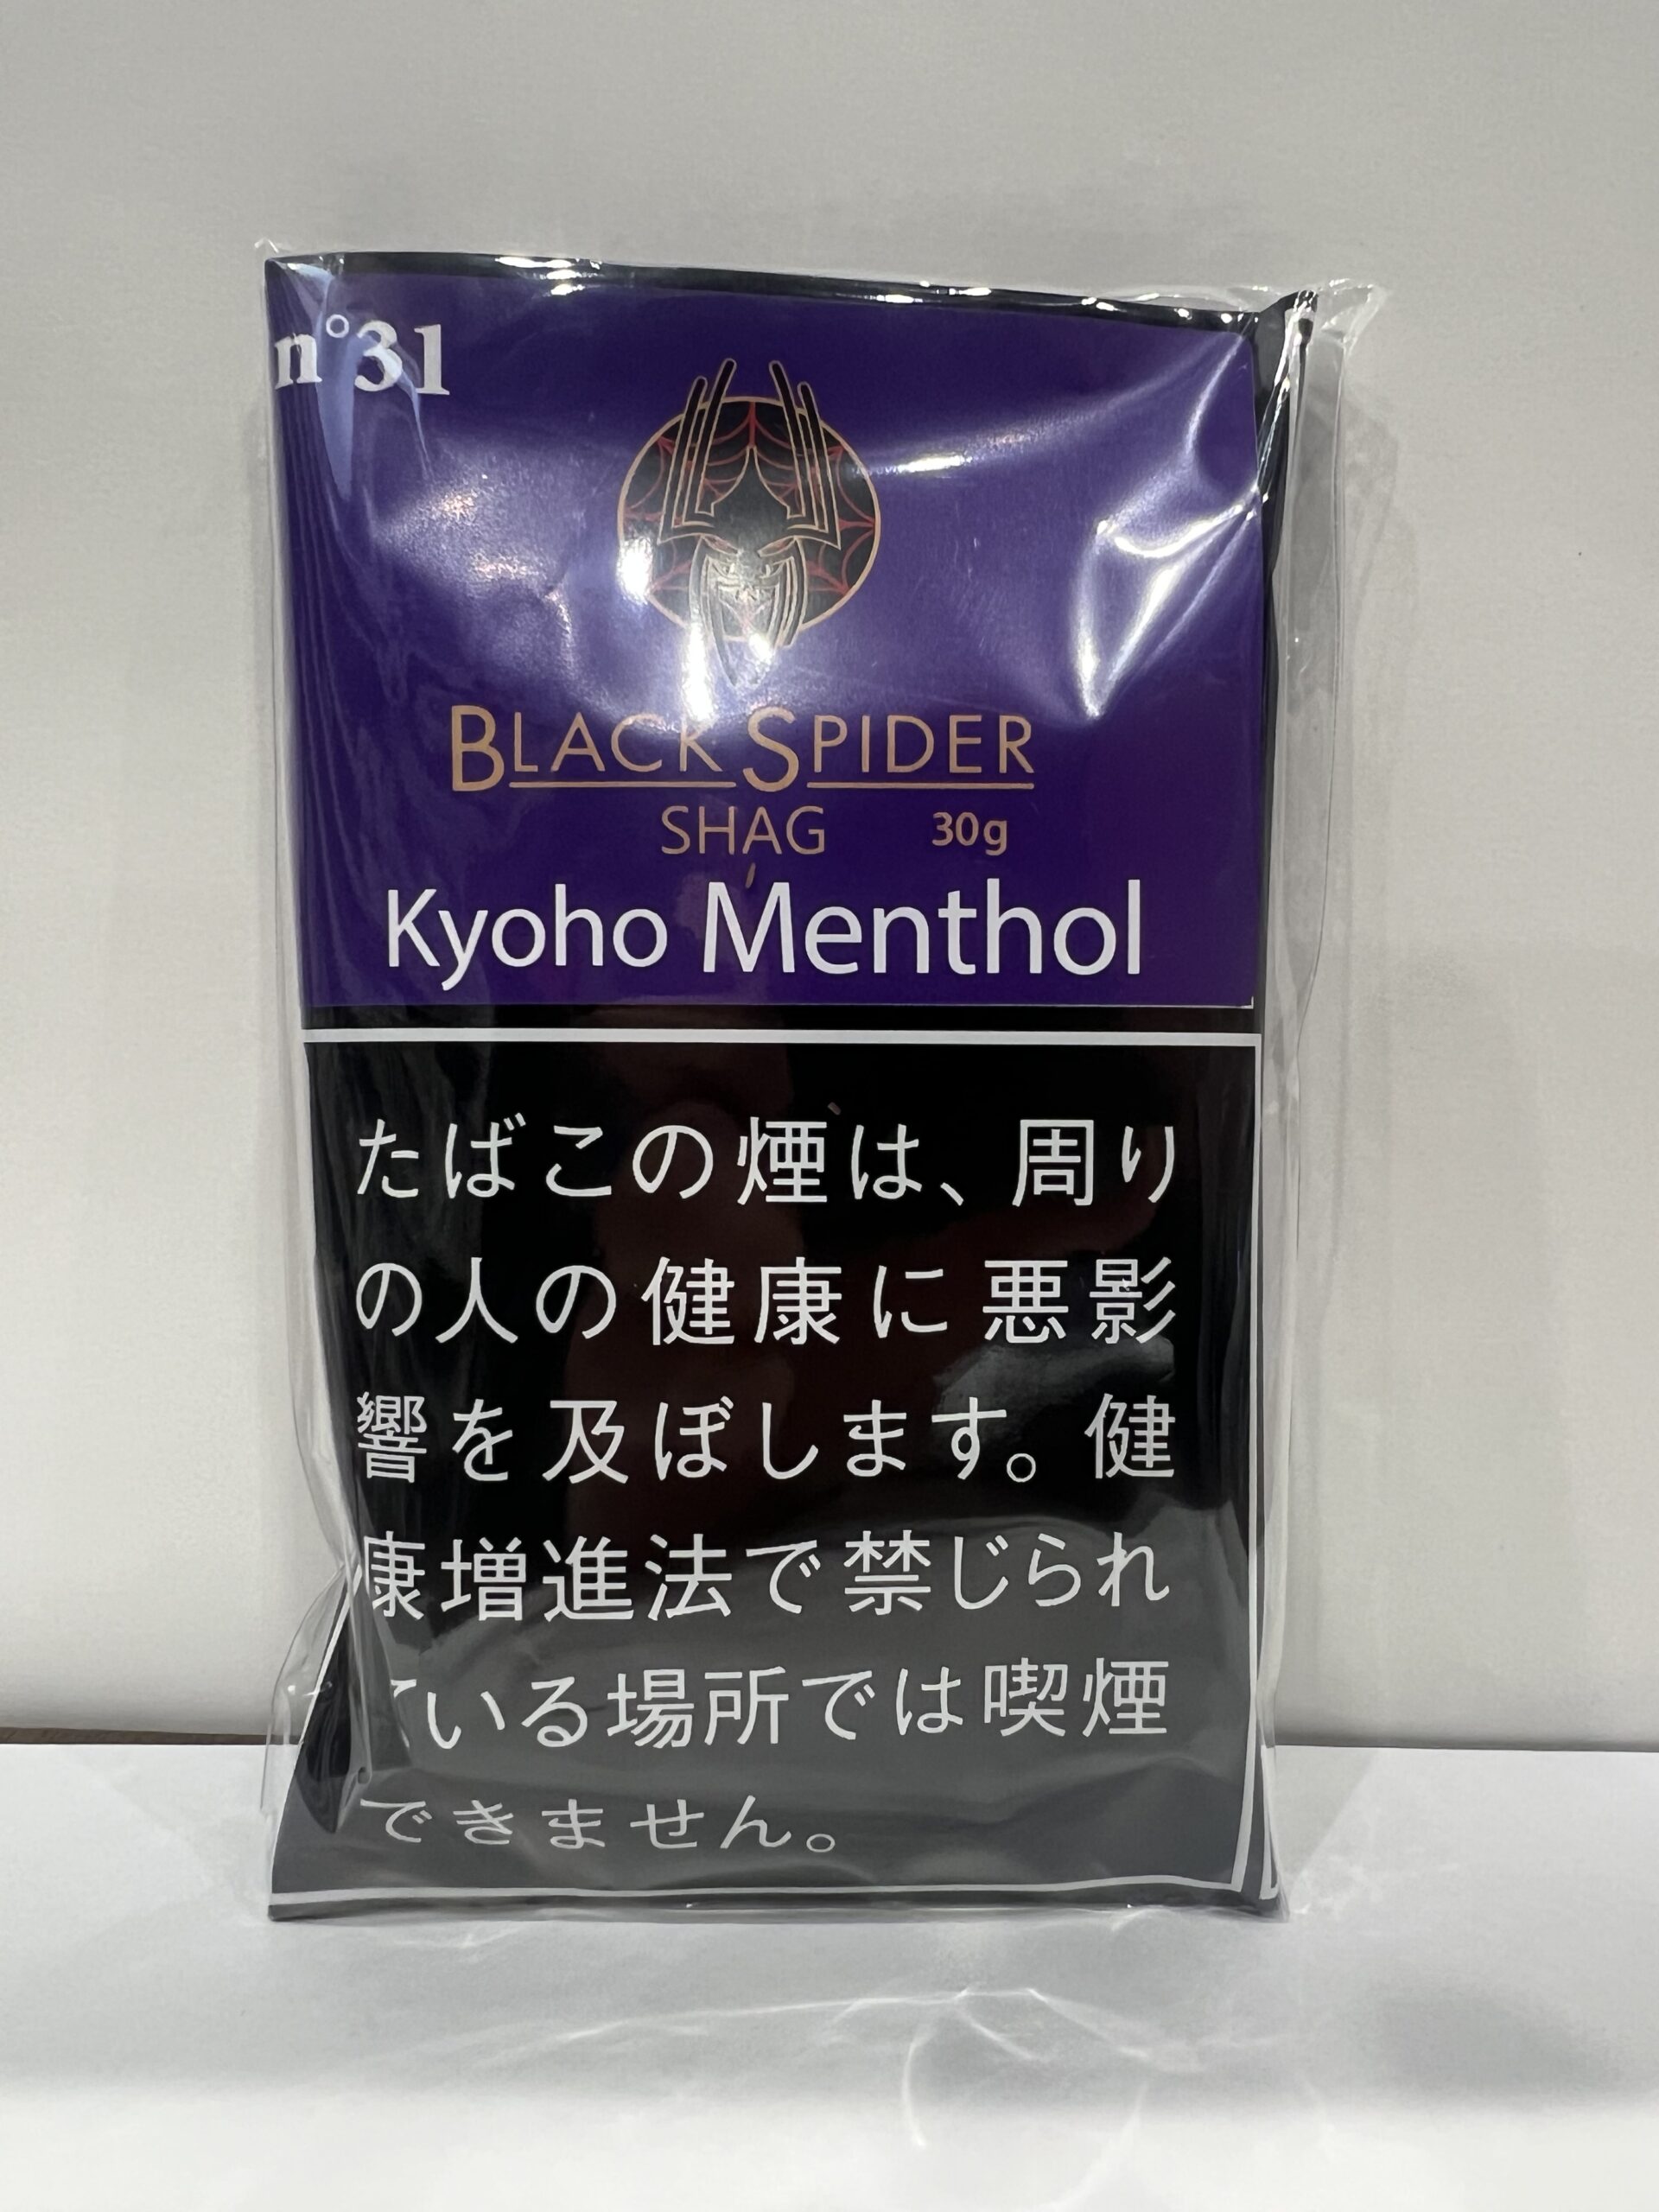 n°31
BLACK SPIDER
SHAG 30g
Kyoho Menthol
たばこの煙は、周り
の人の健康に悪影
響を及ぼします。健
康増進法で禁じられ
ている場所では喫煙
できません。